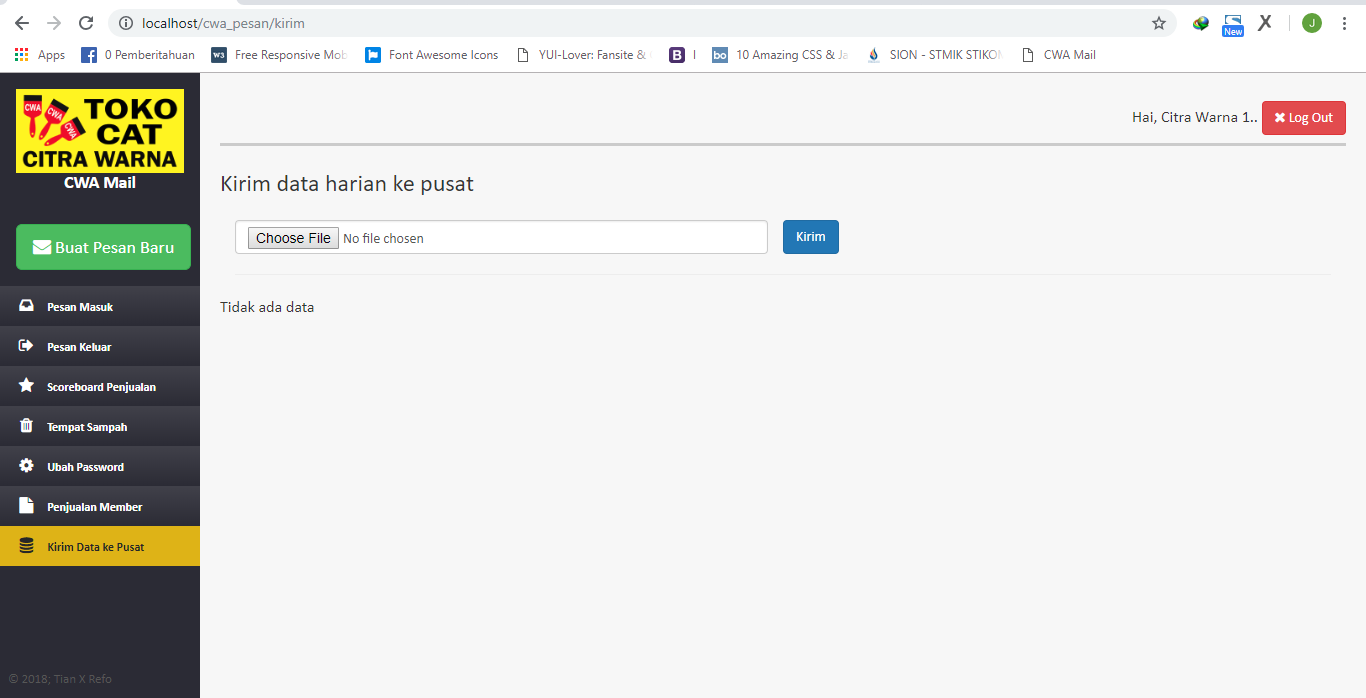 localhost/cwa_pesan/kirim
J
New
Apps
0 Pemberitahuan
Free Responsive Mob
Font Awesome Icons
YUI-Lover: Fansite &
B
I
bo
10 Amazing CSS & Ja
SION - STMIK STIKON
CWA Mail
CWA
CWA
CWA
TOKO
CAT
CITRA WARNA
CWA Mail
Hai, Citra Warna 1..
Log Out
Kirim data harian ke pusat
Choose File No file chosen
Kirim
Tidak ada data
Buat Pesan Baru
Pesan Masuk
Pesan Keluar
Scoreboard Penjualan
Tempat Sampah
Ubah Password
Penjualan Member
Kirim Data ke Pusat
© 2018; Tian X Refo